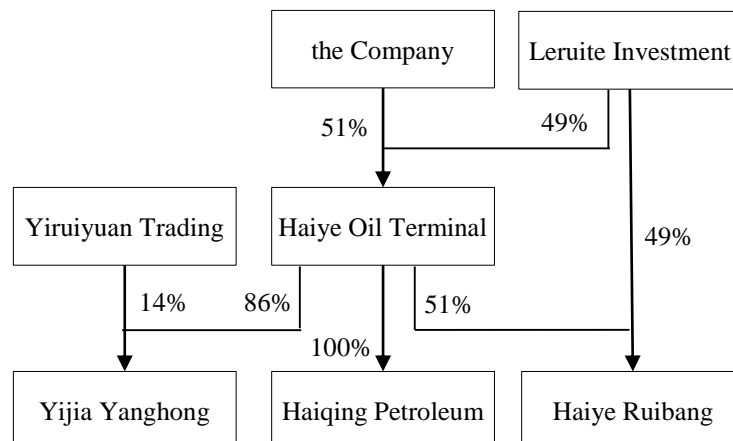 the Company
Leruite Investment
51%
49%
Yiruiyuan Trading
Haiye Oil Terminal
49%
14%
86%
51%
100%
Yijia Yanghong
Haiqing Petroleum
Haiye Ruibang